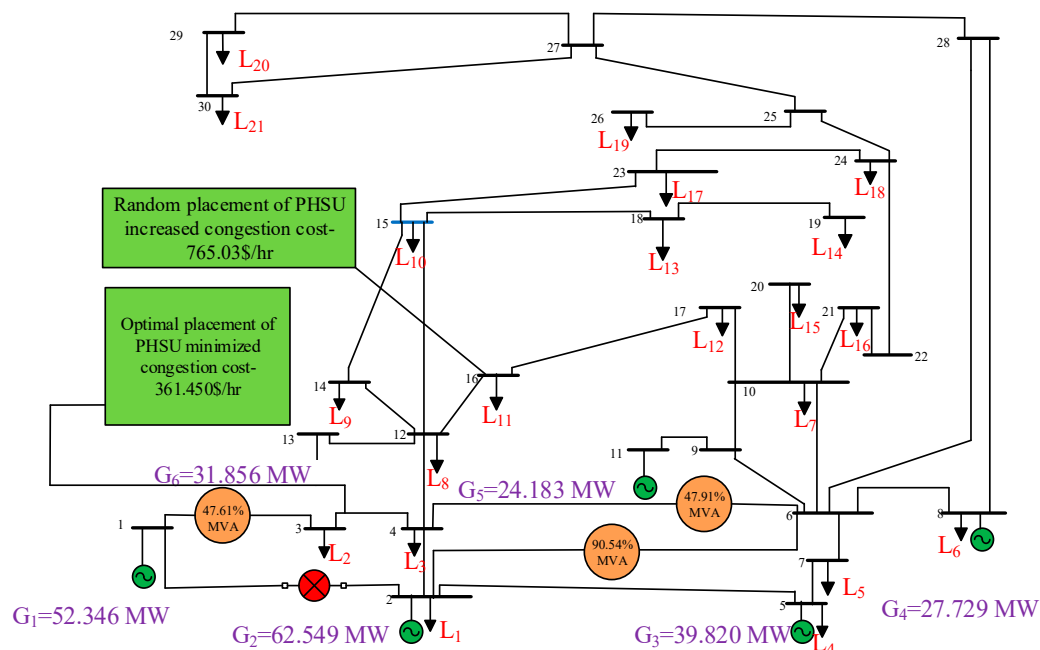 29
L20
27
28
30
L21
26
L19
25
23
L17
24
L18
Random placement of PHSU
increased congestion cost-
765.03$/hr
15
L10
18
L13
19
L14
Optimal placement of
PHSU minimized
congestion cost-
361.450$/hr
20
L15
17
L12
21
L16
22
16
L11
14
L9
10
L7
13
12
L8
11
9
G6=31.856 MW
G5=24.183 MW
47.61%
MVA
47.91%
MVA
1
3
L2
4
L3
6
8
L6
90.54%
MVA
7
L5
2
L1
5
L4
G1=52.346 MW
G2=62.549 MW
G3=39.820 MW
G4=27.729 MW